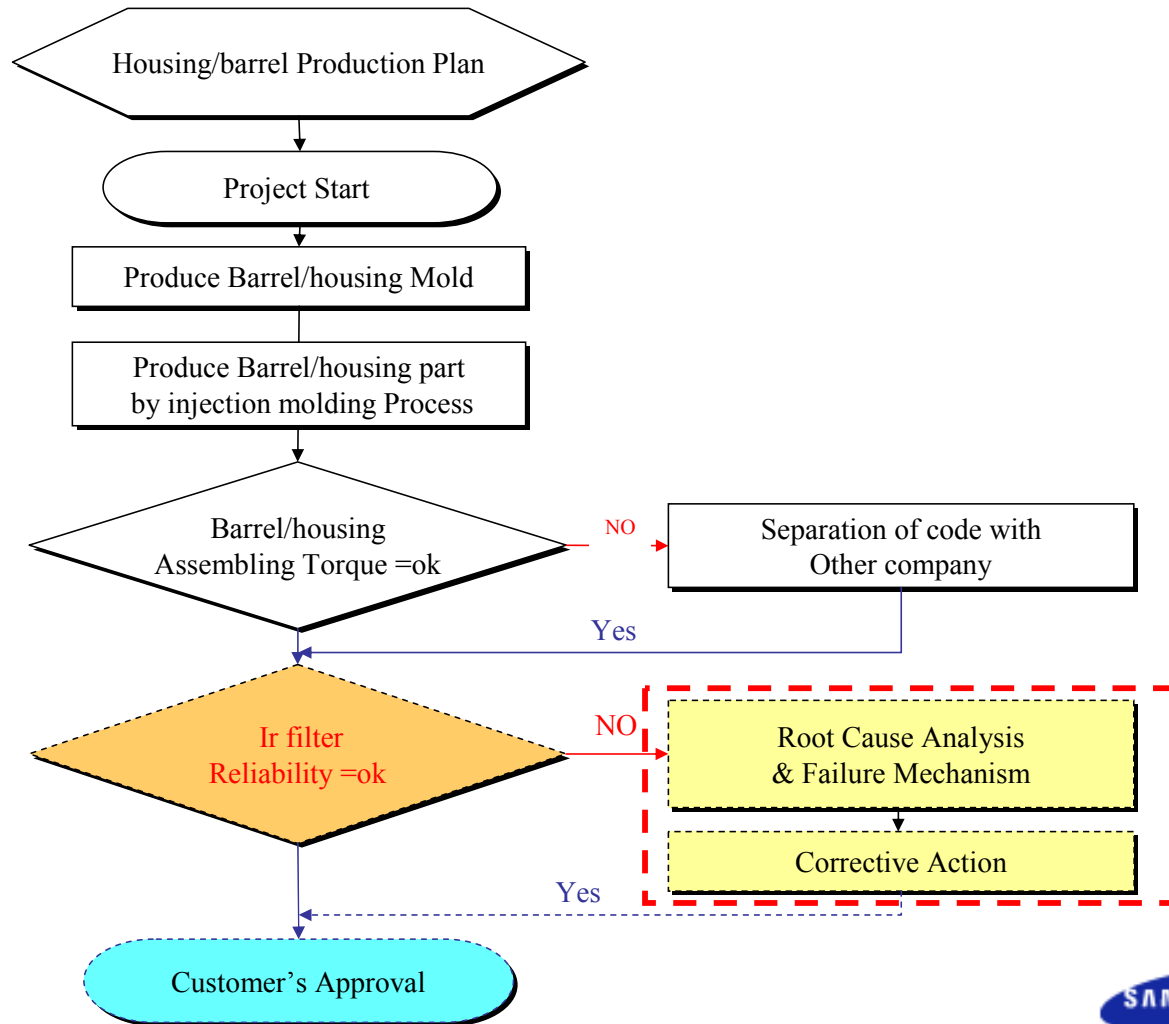 Housing/barrel Production Plan
Project Start
Produce Barrel/housing Mold
Produce Barrel/housing part
by injection molding Process
Barrel/housing
Assembling Torque =ok
NO
Separation of code with
Other company
Yes
Ir filter
Reliability =ok
NO
Root Cause Analysis
& Failure Mechanism
Corrective Action
Yes
Customer’s Approval